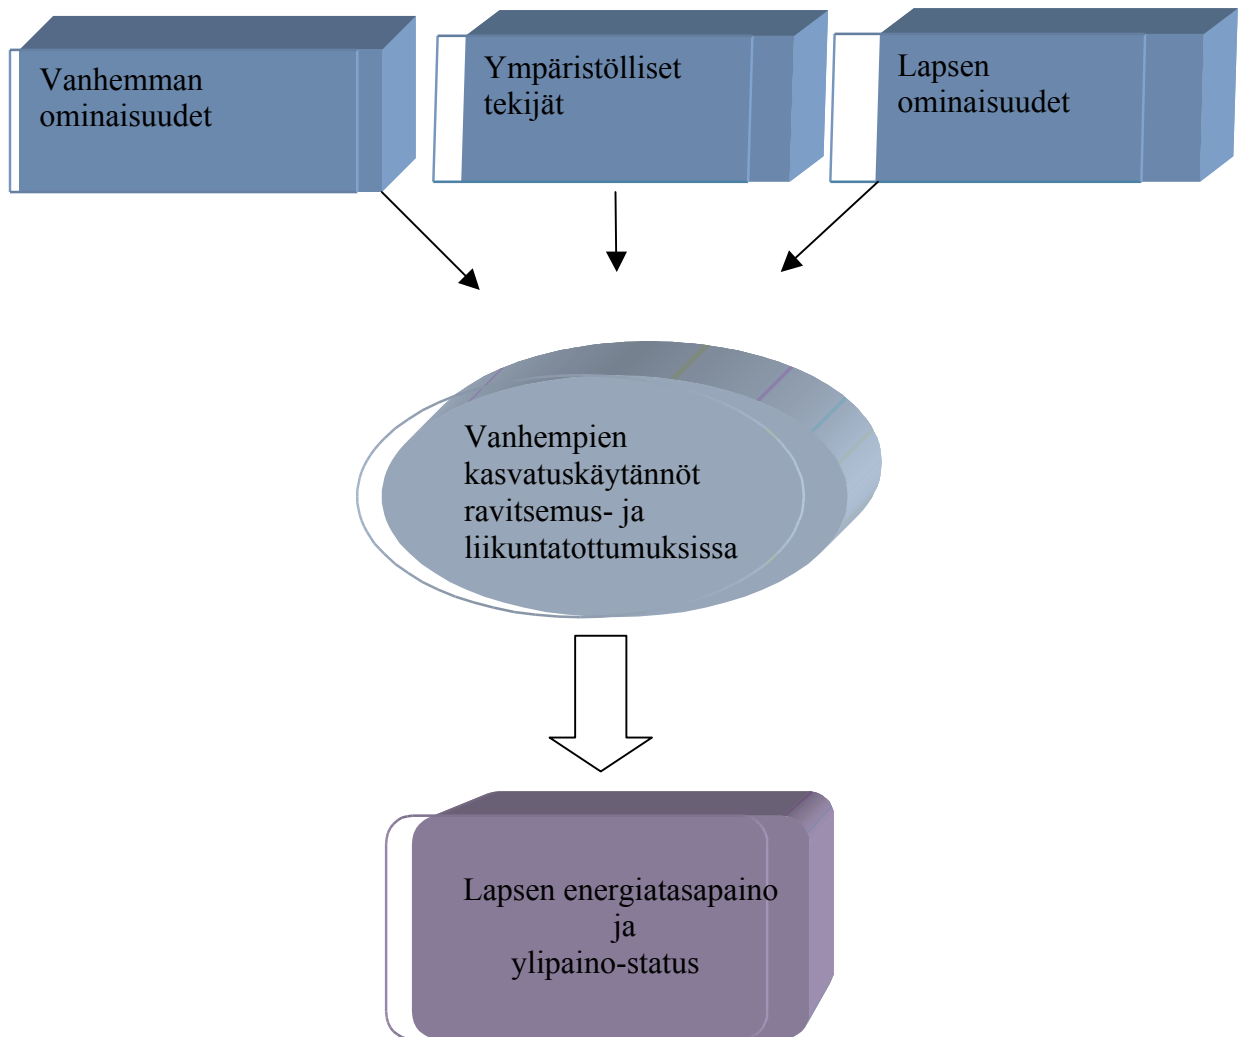 Vanhemman
ominaisuudet
Ympäristölliset
tekijät
Lapsen
ominaisuudet
Vanhempien
kasvatuskäytännöt
ravitsemus- ja
liikuntatottumuksissa
Lapsen energiatasapaino
ja
ylipaino-status